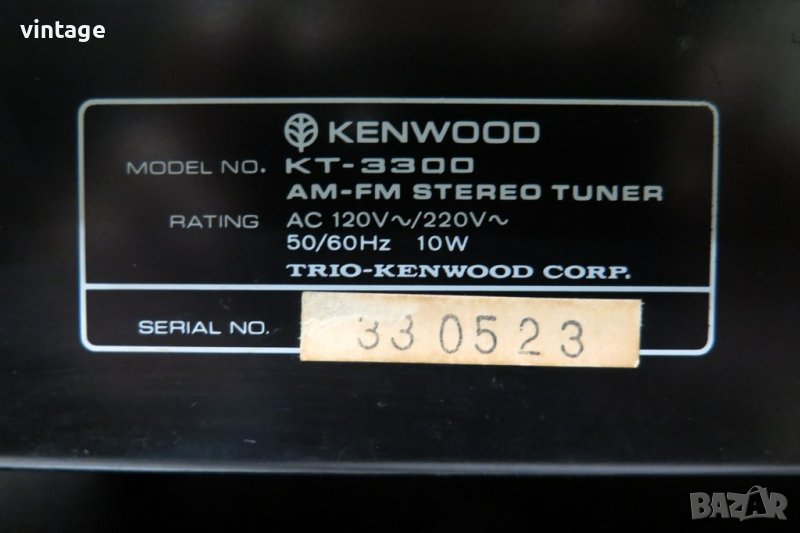 vintage
KENWOOD
MODEL NO. KT-3300
AM-FM STEREO TUNER
RATING AC 120V~/220V~
50/60Hz 10W
TRIO-KENWOOD CORP.
SERIAL NO. 330523
BAZAR